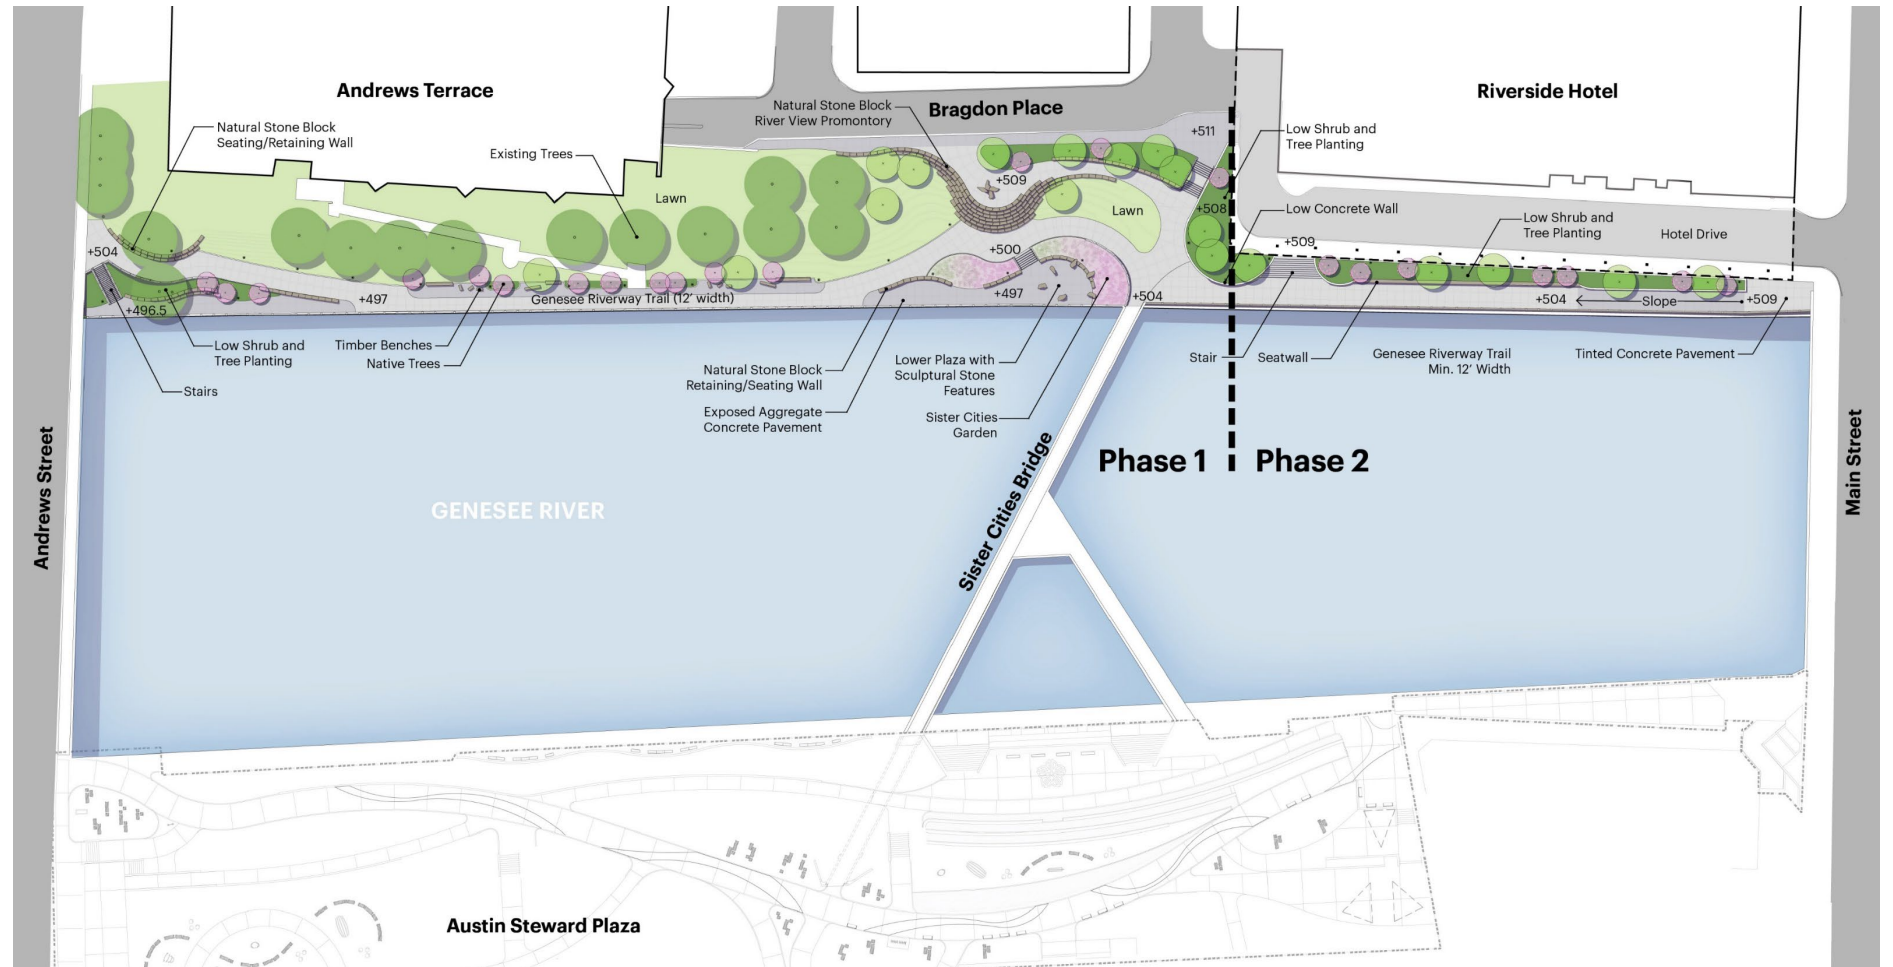 Andrews Terrace
Riverside Hotel
Natural Stone Block
River View Promontory
Bragdon Place
Natural Stone Block
Seating/Retaining Wall
Existing Trees
+511
Low Shrub and
Tree Planting
+509
Lawn
Lawn
+508
Low Concrete Wall
Low Shrub and
Tree Planting
Hotel Drive
+504
+500
+509
+497
Genesee Riverway Trail (12' width)
+497
+504
+504
Slope
+509
+496.5
Low Shrub and
Tree Planting
Timber Benches
Native Trees
Stairs
Natural Stone Block
Retaining/Seating Wall
Exposed Aggregate
Concrete Pavement
Lower Plaza with
Sculptural Stone
Features
Sister Cities
Garden
Stair
Seatwall
Genesee Riverway Trail
Min. 12' Width
Tinted Concrete Pavement
Phase 1
Phase 2
Andrews Street
GENESEE RIVER
Sister Cities Bridge
Main Street
Austin Steward Plaza